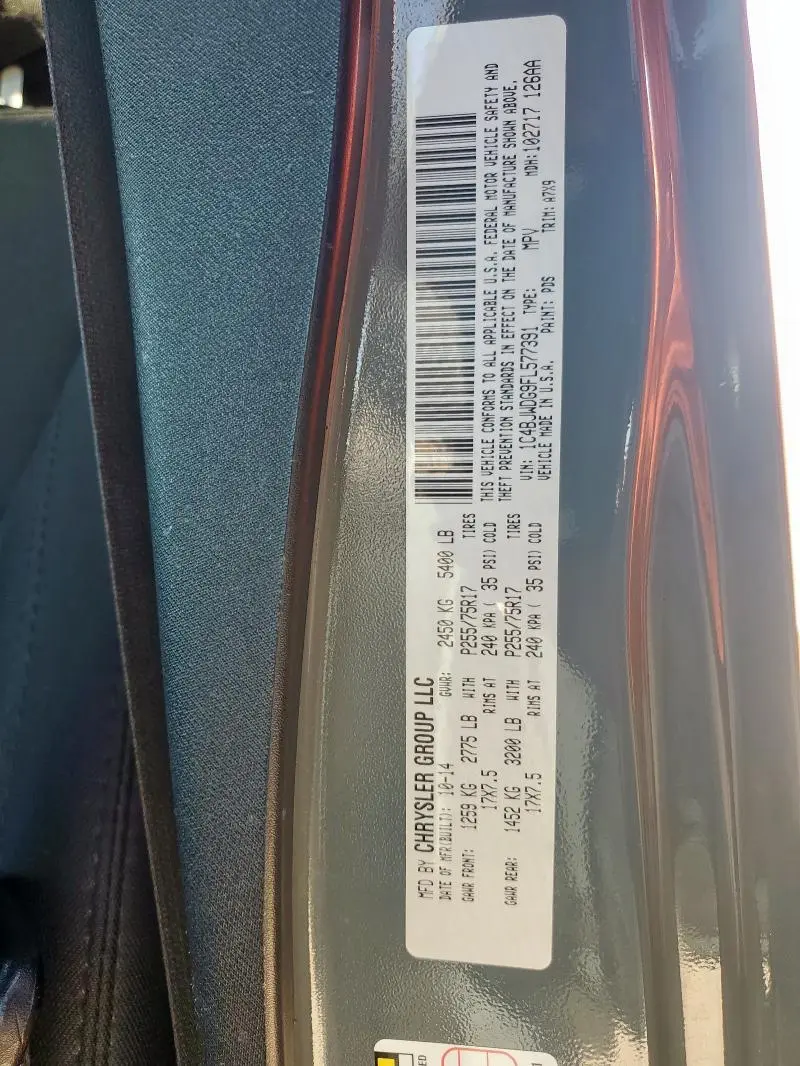 MFD BY CHRYSLER GROUP LLC
DATE OF MFR(BUILT): 10-14 GVWR: 2450 KG 5400 LB
GAWR FRONT: 1259 KG 2775 LB WITH P255/75R17 TIRES
17X7.5 RIMS AT 240 KPA ( 35 PSI) COLD
GAWR REAR: 1452 KG 3200 LB WITH P255/75R17 TIRES
17X7.5 RIMS AT 240 KPA ( 35 PSI) COLD
THIS VEHICLE CONFORMS TO ALL APPLICABLE U.S.A. FEDERAL MOTOR VEHICLE SAFETY AND
THEFT PREVENTION STANDARDS IN EFFECT ON THE DATE OF MANUFACTURE SHOWN ABOVE.
VIN: 1C4BJWDG9FL577391 TYPE: MPV MDH:102717 126AA
VEHICLE MADE IN U.S.A. PAINT: PDS TRIM: A7X9